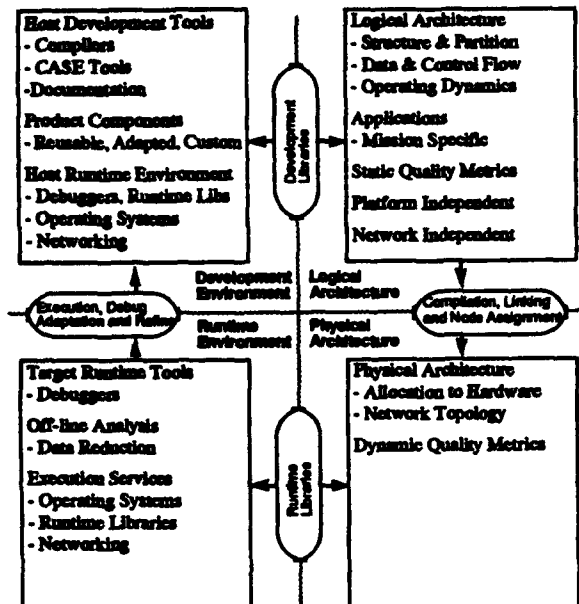 Host Development Tools
- Compilers
- CASE Tools
-Documentation
Product Components
- Reusable, Adapted, Custom
Host Runtime Environment
- Debuggers, Runtime Libs
- Operating Systems
- Networking
Development
Libraries
Logical Architecture
- Structure & Partition
- Data & Control Flow
- Operating Dynamics
Applications
- Mission Specific
Static Quality Metrics
Platform Independent
Network Independent
Development
Environment
Logical
Architecture
Execution, Debug
Adaptation and Refine
Compilation, Linking
and Node Assignment
Runtime
Environment
Physical
Architecture
Target Runtime Tools
- Debuggers
Off-line Analysis
- Data Reduction
Execution Services
- Operating Systems
- Runtime Libraries
- Networking
Runtime
Libraries
Physical Architecture
- Allocation to Hardware
- Network Topology
Dynamic Quality Metrics